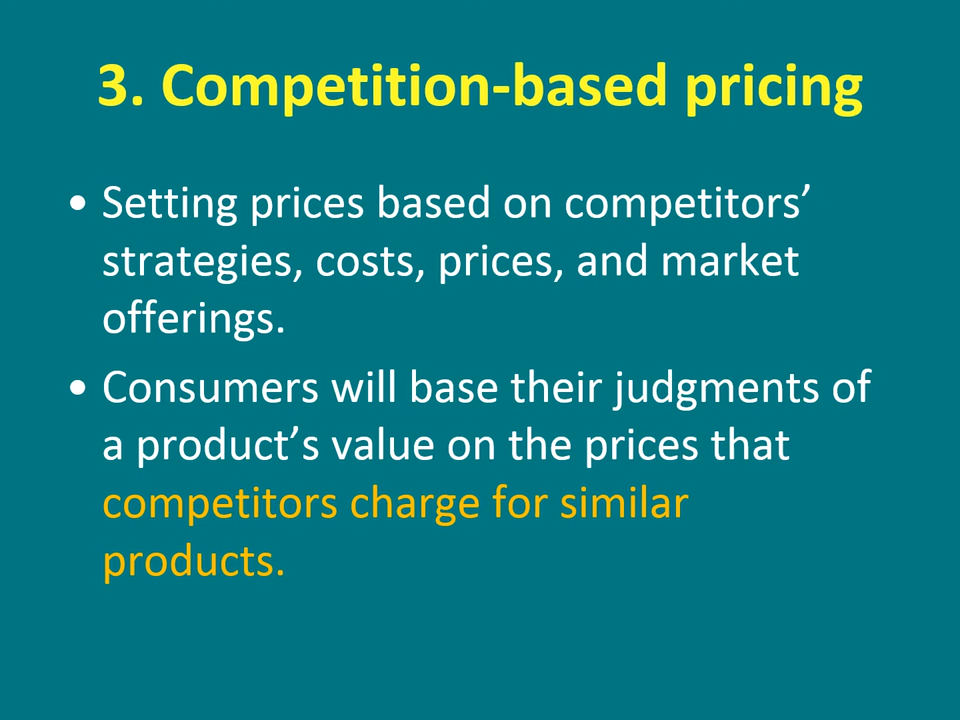 3. Competition-based pricing
• Setting prices based on competitors’
strategies, costs, prices, and market
offerings.
• Consumers will base their judgments of
a product’s value on the prices that
competitors charge for similar
products.